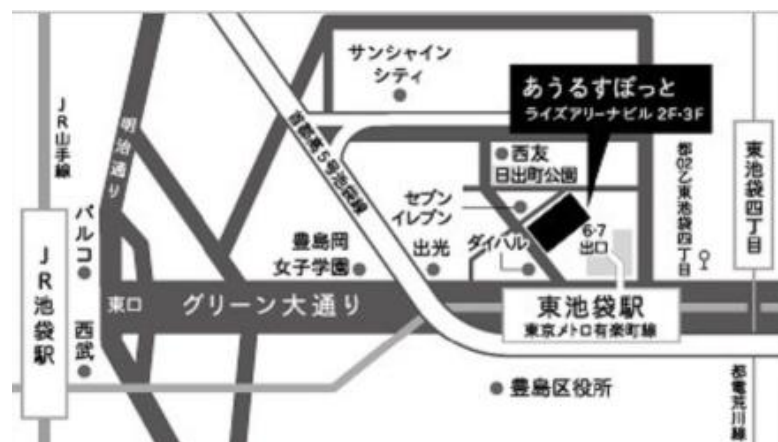 サンシャイン
シティ
あうるすぽっと
ライズアリーナビル 2F・3F
JR山手線
明治通り
首都高5号池袋線
西友
日出町公園
都02乙東池袋四丁目
東池袋四丁目
セブン
イレブン
パルコ
JR池袋駅
豊島岡
女子学園
出光
ダイハル
6・7
出口
東口
グリーン大通り
東池袋駅
東京メトロ有楽町線
西武
豊島区役所
都電荒川線